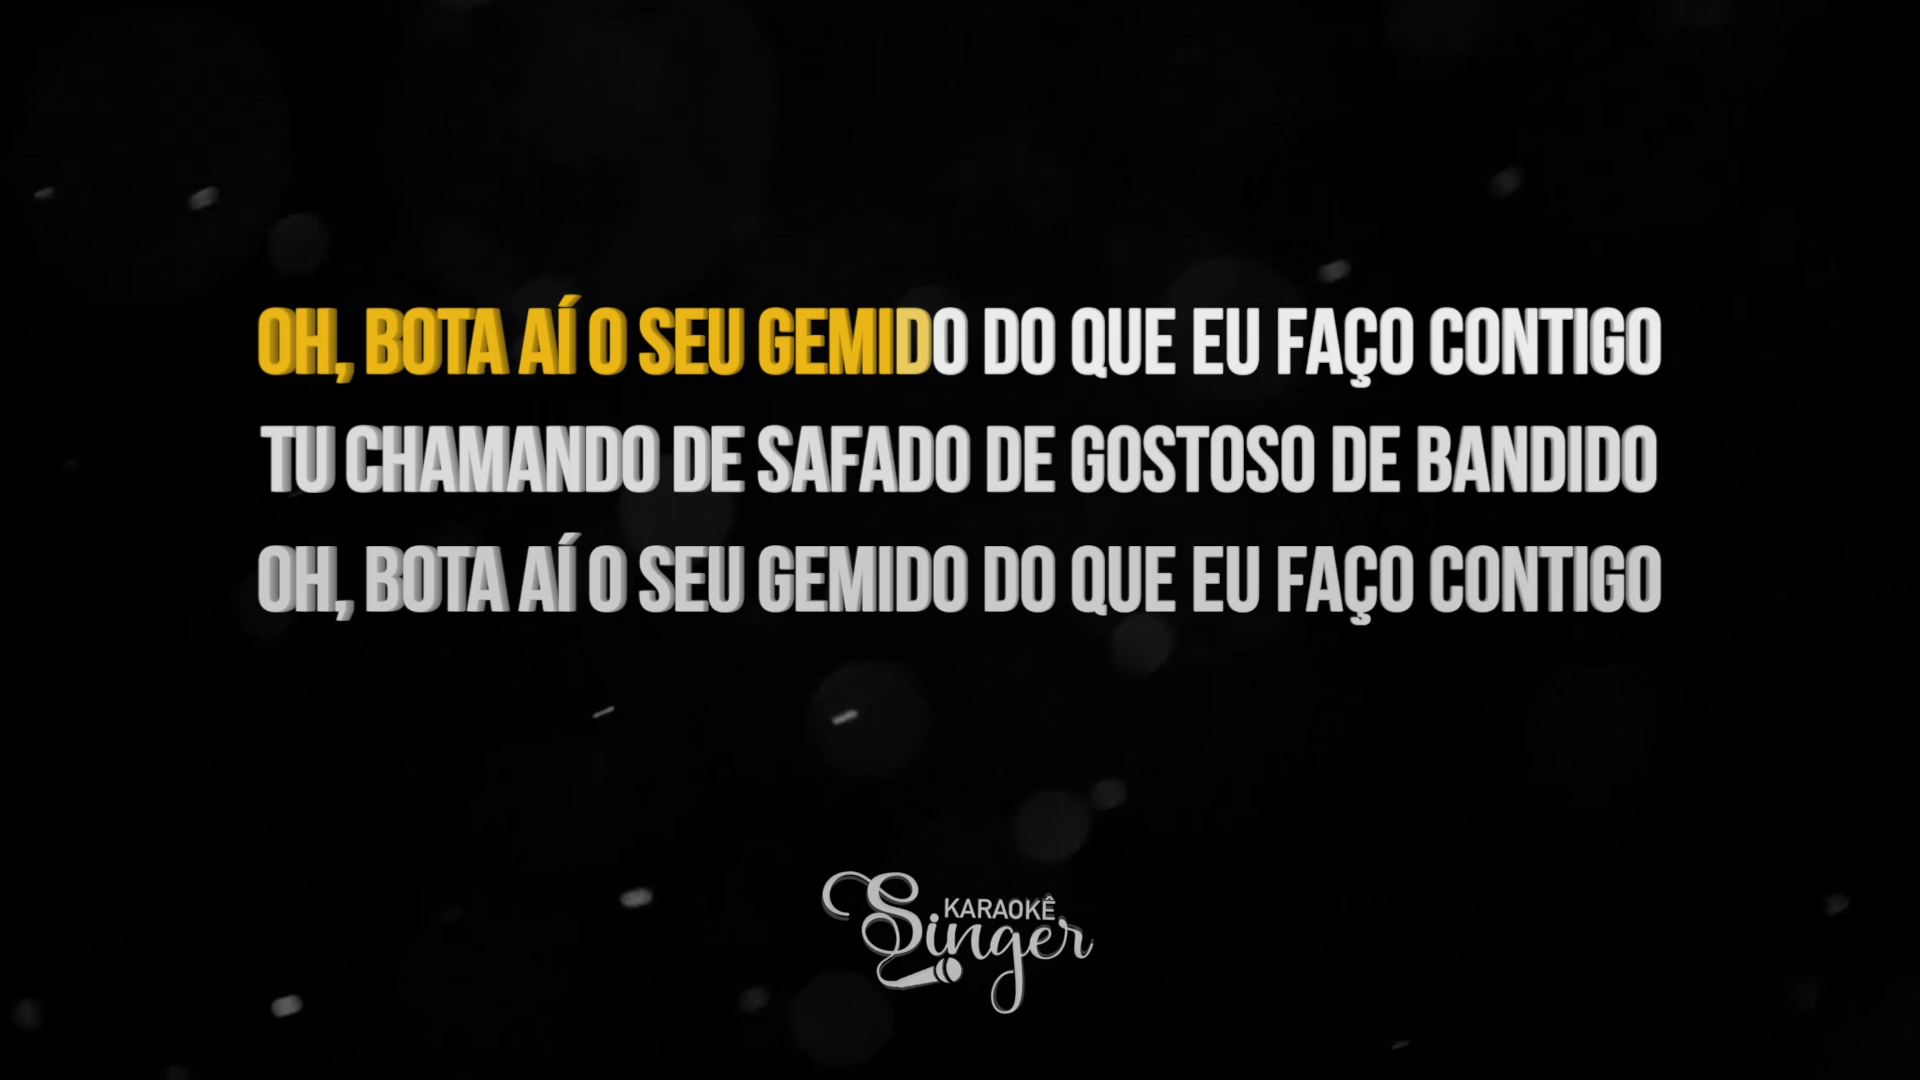 OH, BOTA AÍ O SEU GEMIDO DO QUE EU FAÇO CONTIGO
TU CHAMANDO DE SAFADO DE GOSTOSO DE BANDIDO
OH, BOTA AÍ O SEU GEMIDO DO QUE EU FAÇO CONTIGO
KARAOKÊ
Singer